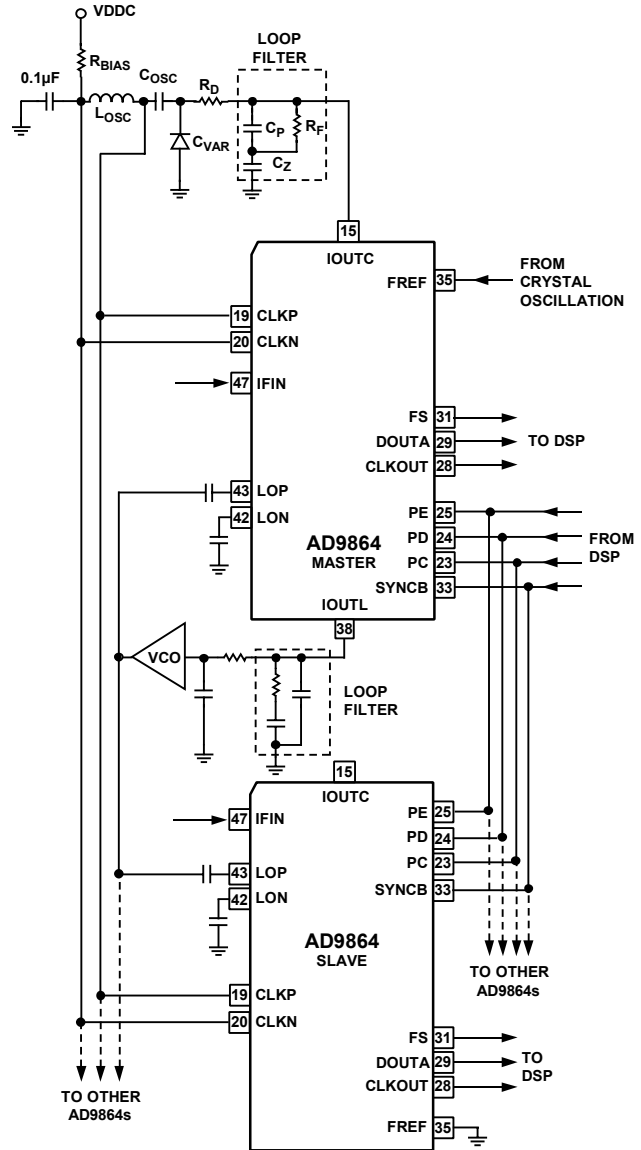 VDDC
RBIAS
0.1µF
LOSC
COSC
CVAR
RD
LOOP
FILTER
CP
RF
CZ
15
IOUTC
FREF
35
FROM
CRYSTAL
OSCILLATION
19 CLKP
20 CLKN
47 IFIN
FS 31
DOUTA 29
TO DSP
CLKOUT 28
43 LOP
42 LON
PE 25
PD 24
PC 23
SYNCB 33
FROM
DSP
AD9864
MASTER
IOUTL
38
VCO
LOOP
FILTER
15
IOUTC
47 IFIN
43 LOP
42 LON
PE 25
PD 24
PC 23
SYNCB 33
AD9864
SLAVE
TO OTHER
AD9864s
19 CLKP
20 CLKN
FS 31
DOUTA 29
CLKOUT 28
TO
DSP
FREF 35
TO OTHER
AD9864s